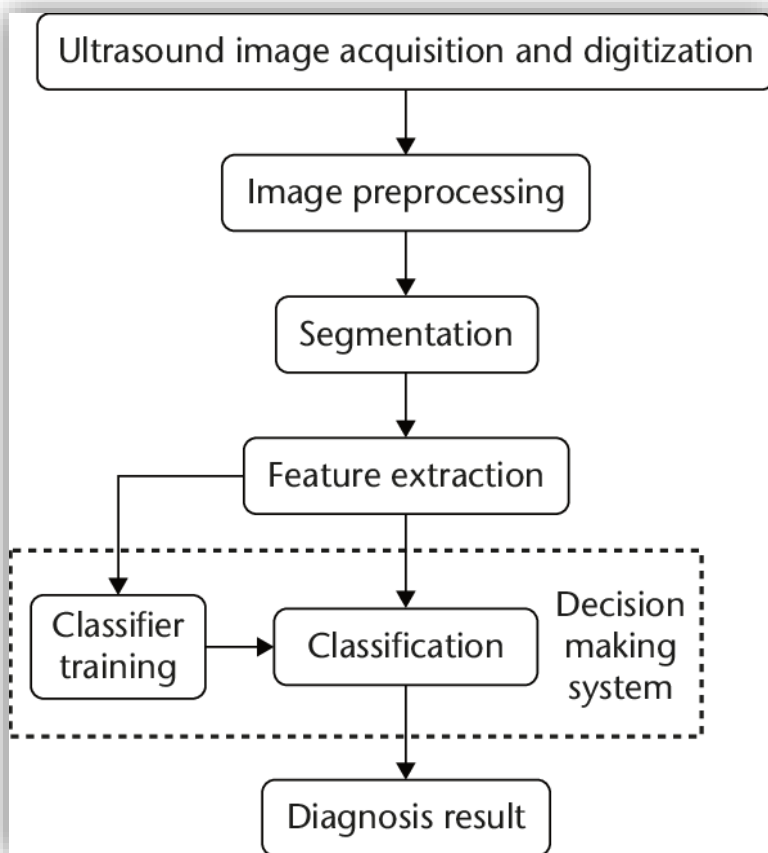 Ultrasound image acquisition and digitization
Image preprocessing
Segmentation
Feature extraction
Classifier
training
Classification
Decision
making
system
Diagnosis result